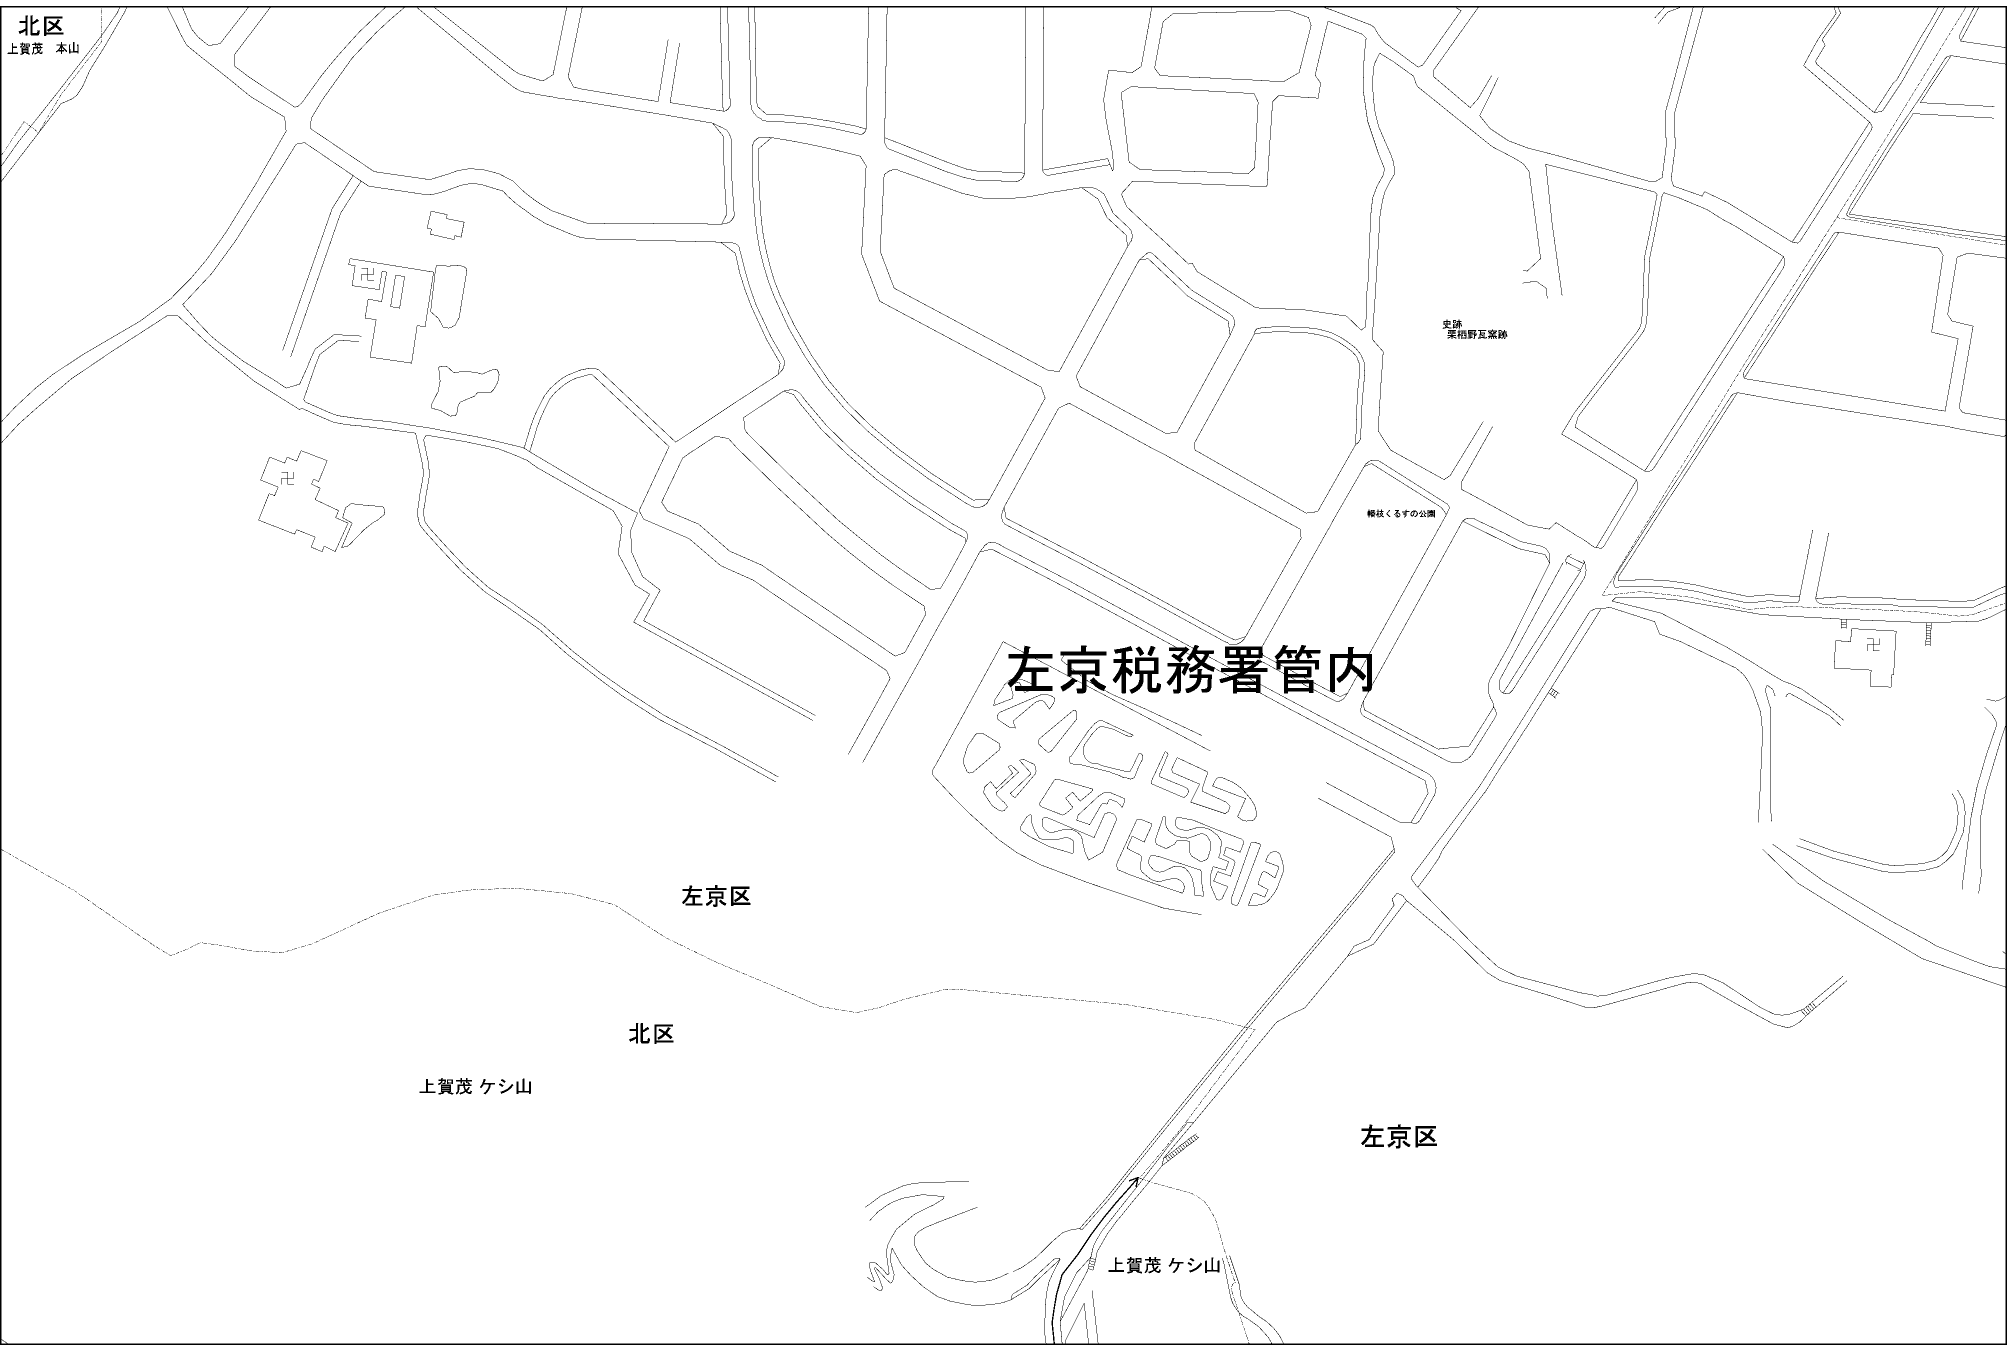 北区
上賀茂 本山
史跡
栗栖野瓦窯跡
幡枝くるすの公園
左京税務署管内
左京区
北区
上賀茂 ケシ山
左京区
上賀茂 ケシ山